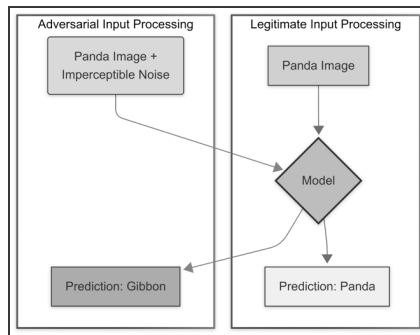 Adversarial Input Processing
Panda Image +
Imperceptible Noise
Prediction: Gibbon
Legitimate Input Processing
Panda Image
Model
Prediction: Panda